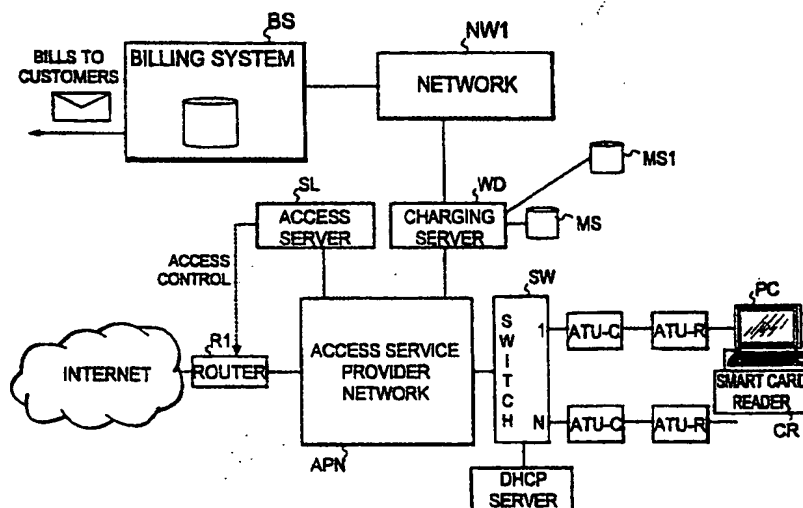 BS
NW1
BILLS TO
CUSTOMERS
BILLING SYSTEM
NETWORK
MS1
SL
WD
ACCESS
SERVER
CHARGING
SERVER
MS
ACCESS
CONTROL
SW
PC
R1
SWITCH
1
ATU-C
ATU-R
INTERNET
ROUTER
ACCESS SERVICE
PROVIDER
NETWORK
SMART CARD
READER
N
ATU-C
ATU-R
CR
APN
DHCP
SERVER